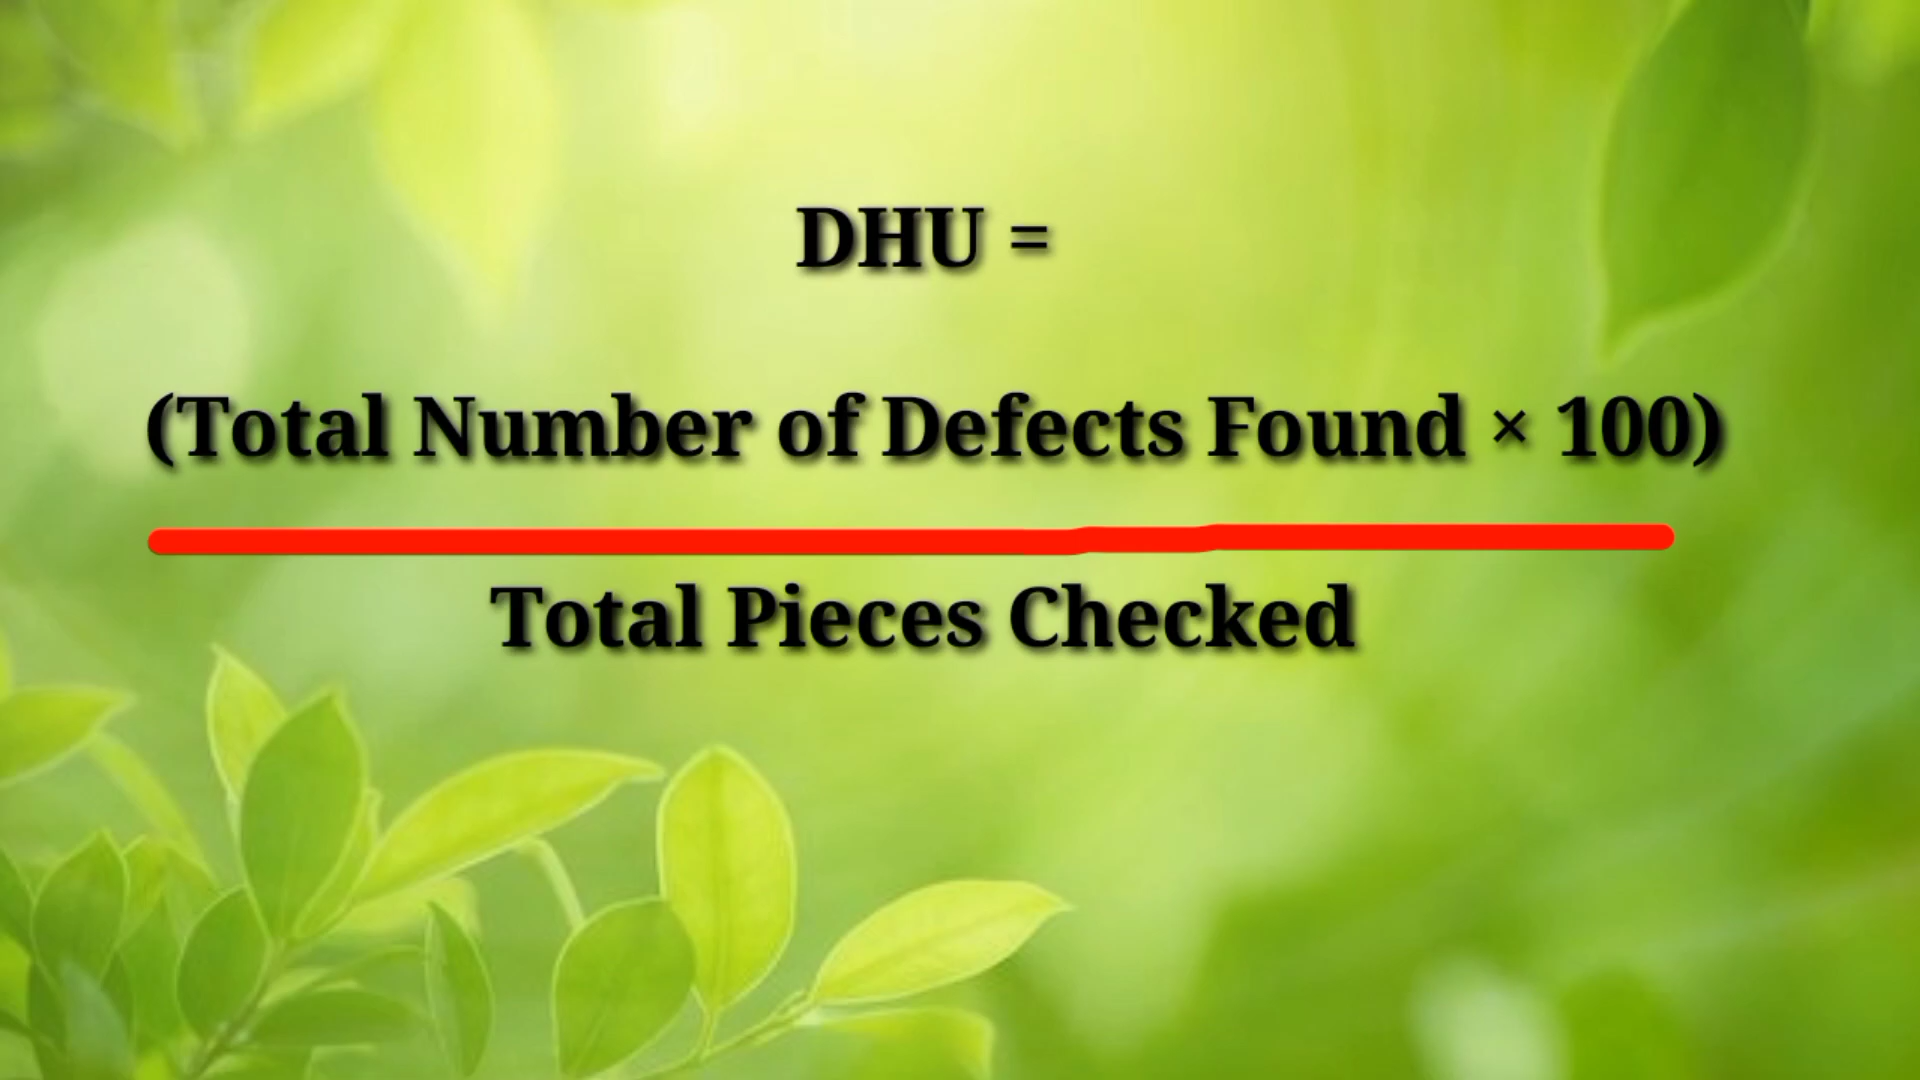 DHU =
(Total Number of Defects Found × 100)
Total Pieces Checked